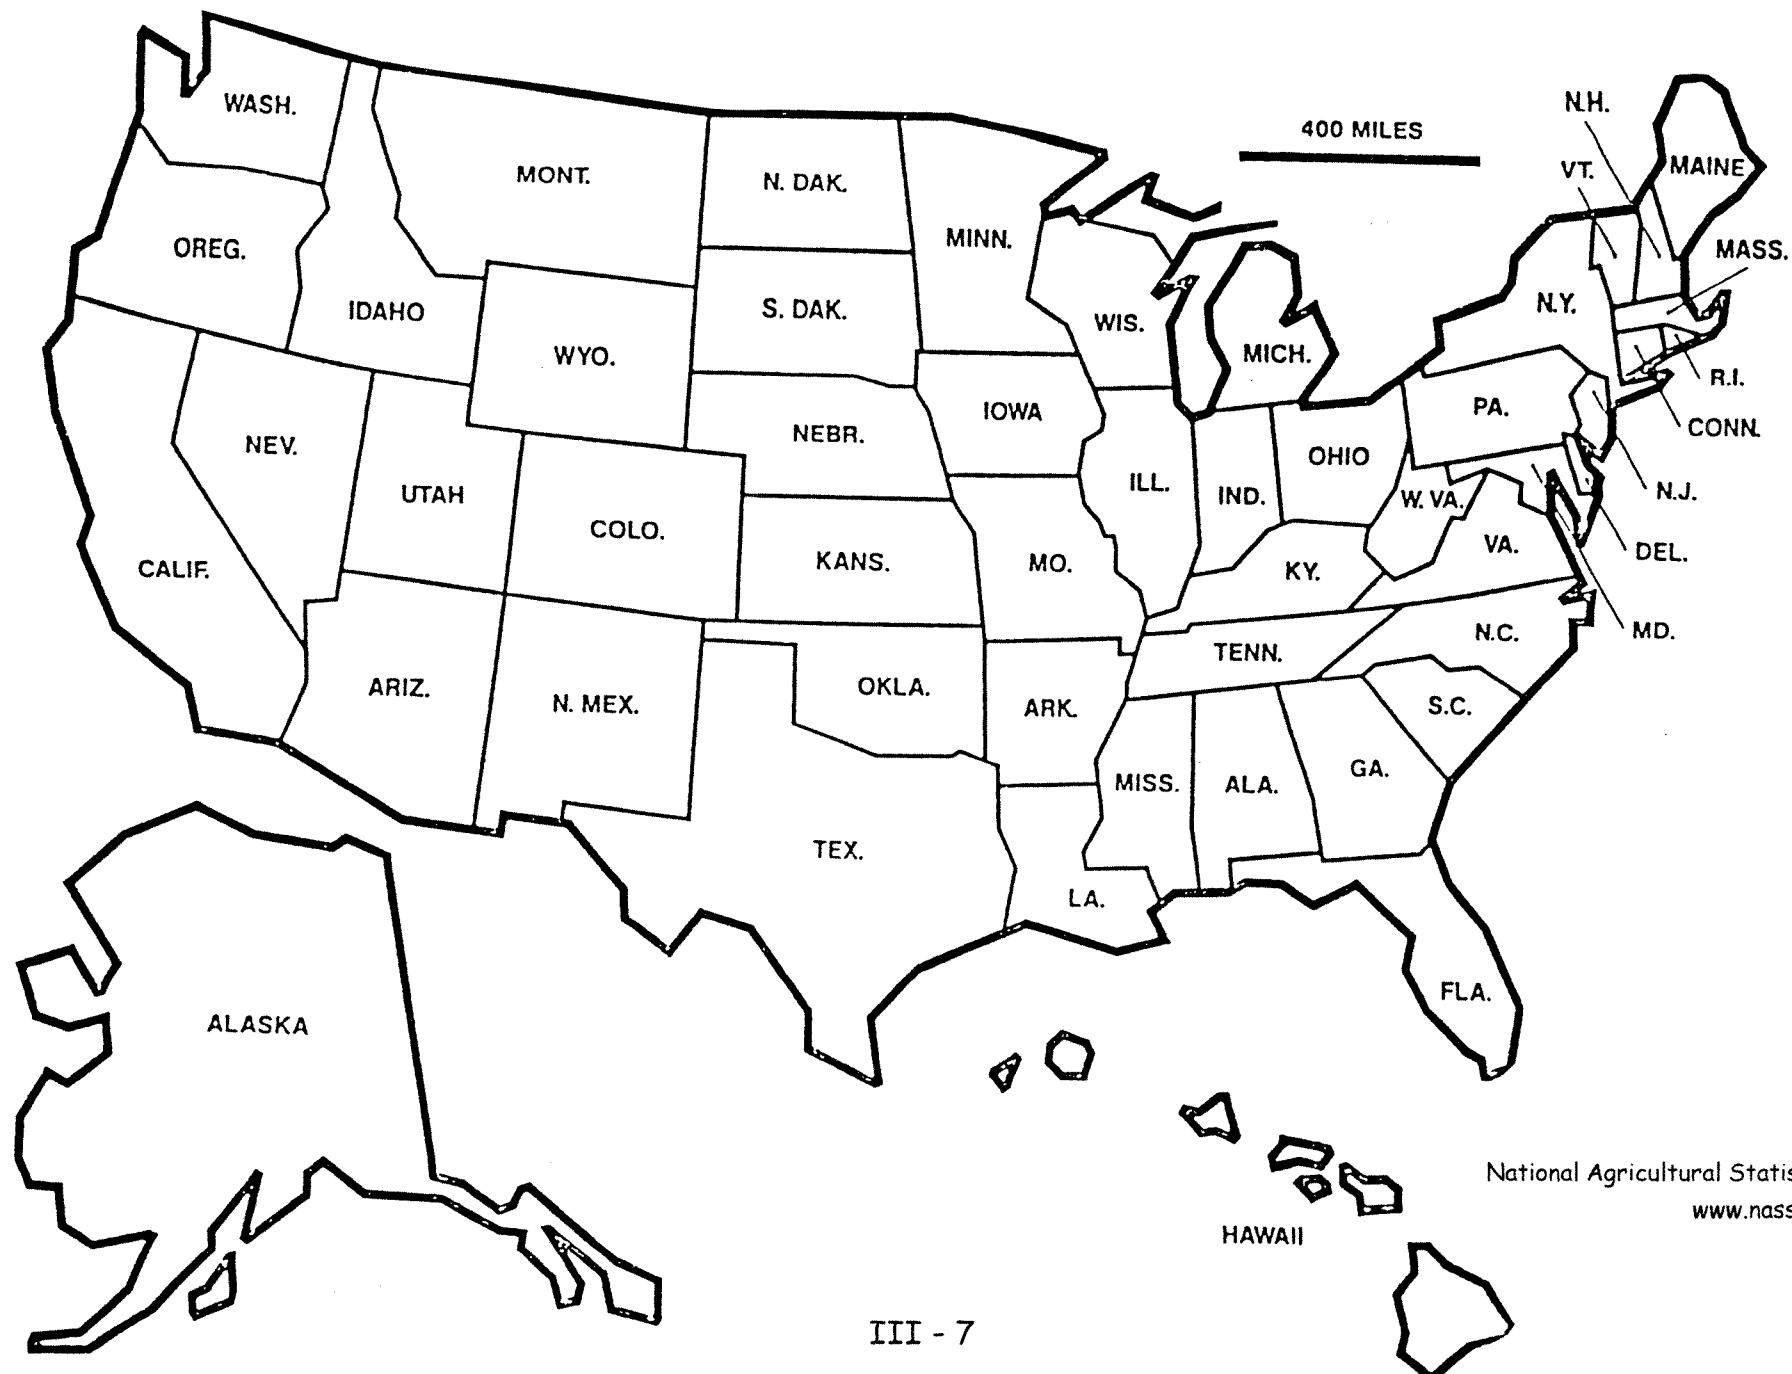 N.H.
400 MILES
WASH.
VT.
MAINE
MONT.
N. DAK.
MINN.
OREG.
MASS.
IDAHO
S. DAK.
WIS.
N.Y.
WYO.
MICH.
R.I.
IOWA
PA.
CONN.
NEV.
NEBR.
OHIO
UTAH
ILL.
IND.
W. VA.
N.J.
COLO.
CALIF.
KANS.
MO.
KY.
VA.
DEL.
ARIZ.
N. MEX.
OKLA.
ARK.
TENN.
N.C.
MD.
S.C.
TEX.
MISS.
ALA.
GA.
LA.
FLA.
ALASKA
HAWAII
National Agricultural Statis
www.nass
III - 7